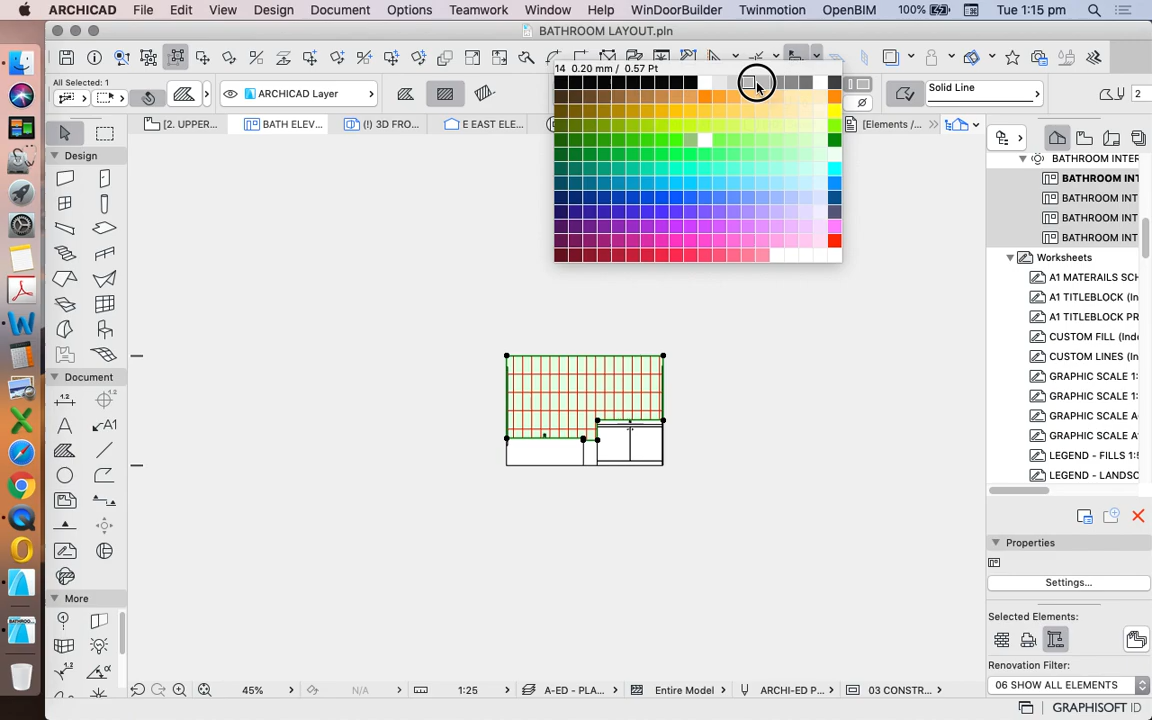 ARCHICAD File Edit View Design Document Options Teamwork Window Help WinDoorBuilder Twinmotion OpenBIM 100% Tue 1:15 pm
BATHROOM LAYOUT.pln
14 0.20 mm / 0.57 Pt
All Selected: 1
ARCHICAD Layer
Solid Line
2
[2. UPPER...
BATH ELEV...
(!) 3D FRO...
E EAST ELE...
[Elements /...
Design
Document
More
BATHROOM INTER
BATHROOM INT
BATHROOM INT
BATHROOM INT
BATHROOM INT
Worksheets
A1 MATERAILS SCH
A1 TITLEBLOCK (In
A1 TITLEBLOCK PR
CUSTOM FILL (Inde
CUSTOM LINES (In
GRAPHIC SCALE 1:
GRAPHIC SCALE 1:
GRAPHIC SCALE A
GRAPHIC SCALE A
LEGEND - FILLS 1:5
LEGEND - LANDSC
Properties
Settings...
Selected Elements:
Renovation Filter:
06 SHOW ALL ELEMENTS
45%
N/A
1:25
A-ED - PLA...
Entire Model
ARCHI-ED P...
03 CONSTR...
GRAPHISOFT ID